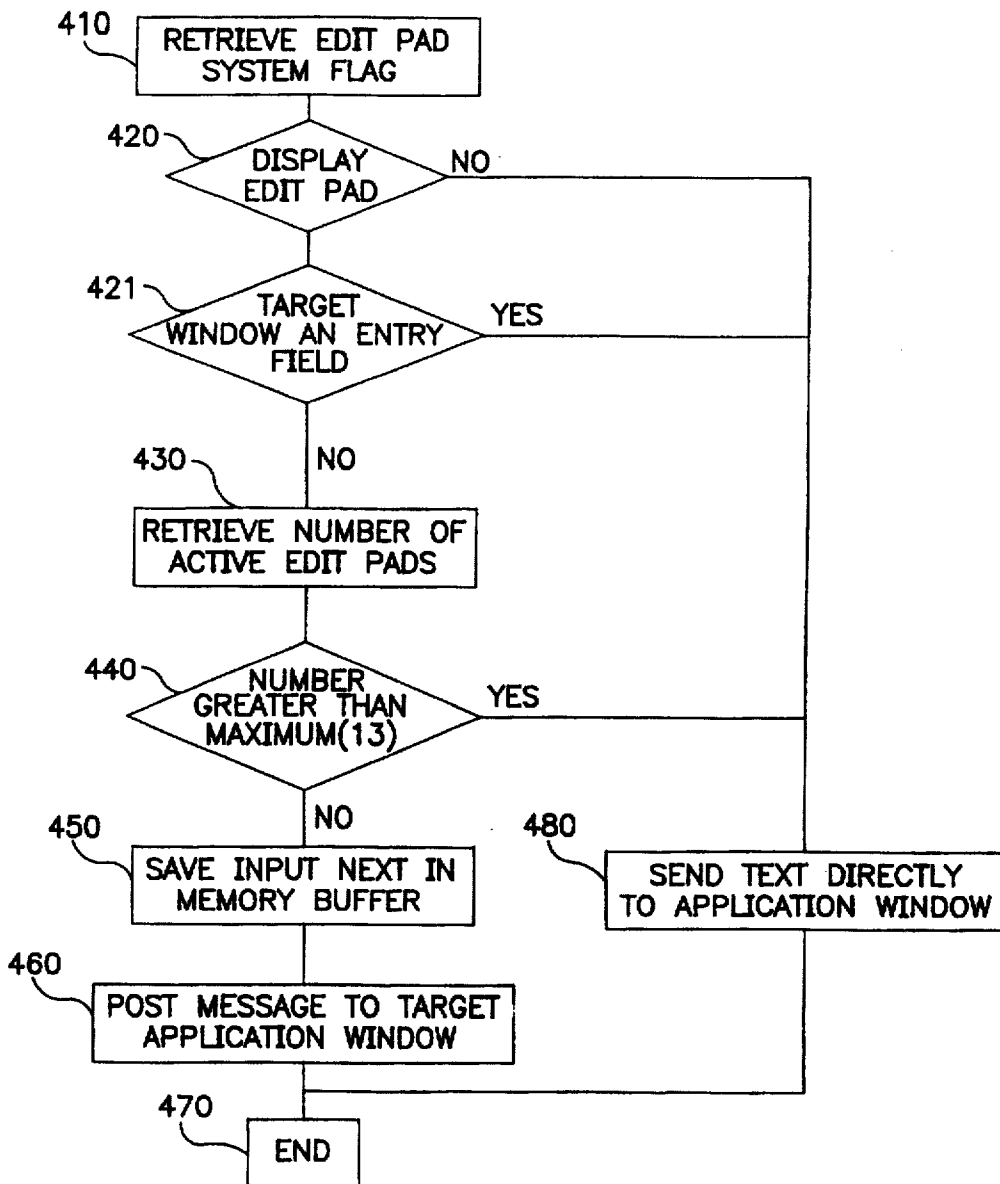 410
RETRIEVE EDIT PAD
SYSTEM FLAG
420
DISPLAY
EDIT PAD
NO
421
TARGET
WINDOW AN ENTRY
FIELD
YES
NO
430
RETRIEVE NUMBER OF
ACTIVE EDIT PADS
440
NUMBER
GREATER THAN
MAXIMUM(13)
YES
NO
450
SAVE INPUT NEXT IN
MEMORY BUFFER
480
SEND TEXT DIRECTLY
TO APPLICATION WINDOW
460
POST MESSAGE TO TARGET
APPLICATION WINDOW
470
END